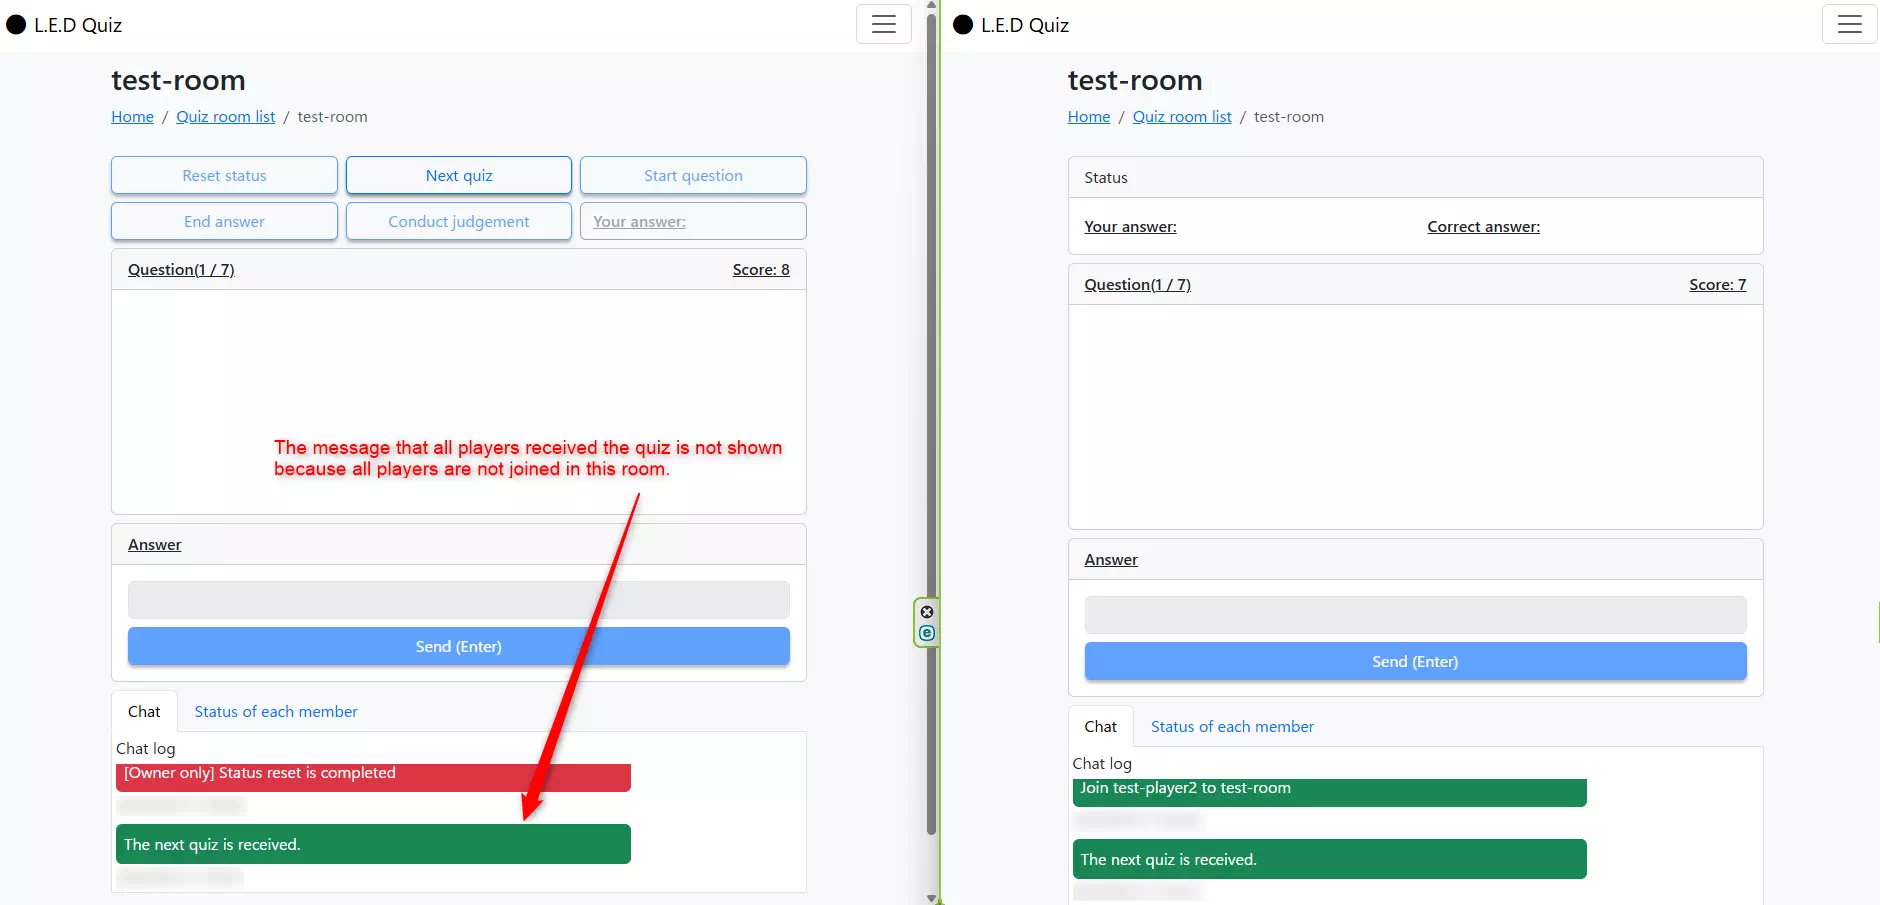 L.E.D Quiz
test-room
Home / Quiz room list / test-room
Reset status
Next quiz
Start question
End answer
Conduct judgement
Your answer:
Question(1 / 7)
Score: 8
The message that all players received the quiz is not shown
because all players are not joined in this room.
Answer
Send (Enter)
Chat
Status of each member
Chat log
[Owner only] Status reset is completed
The next quiz is received.
L.E.D Quiz
test-room
Home / Quiz room list / test-room
Status
Your answer:
Correct answer:
Question(1 / 7)
Score: 7
Answer
Send (Enter)
Chat
Status of each member
Chat log
Join test-player2 to test-room
The next quiz is received.